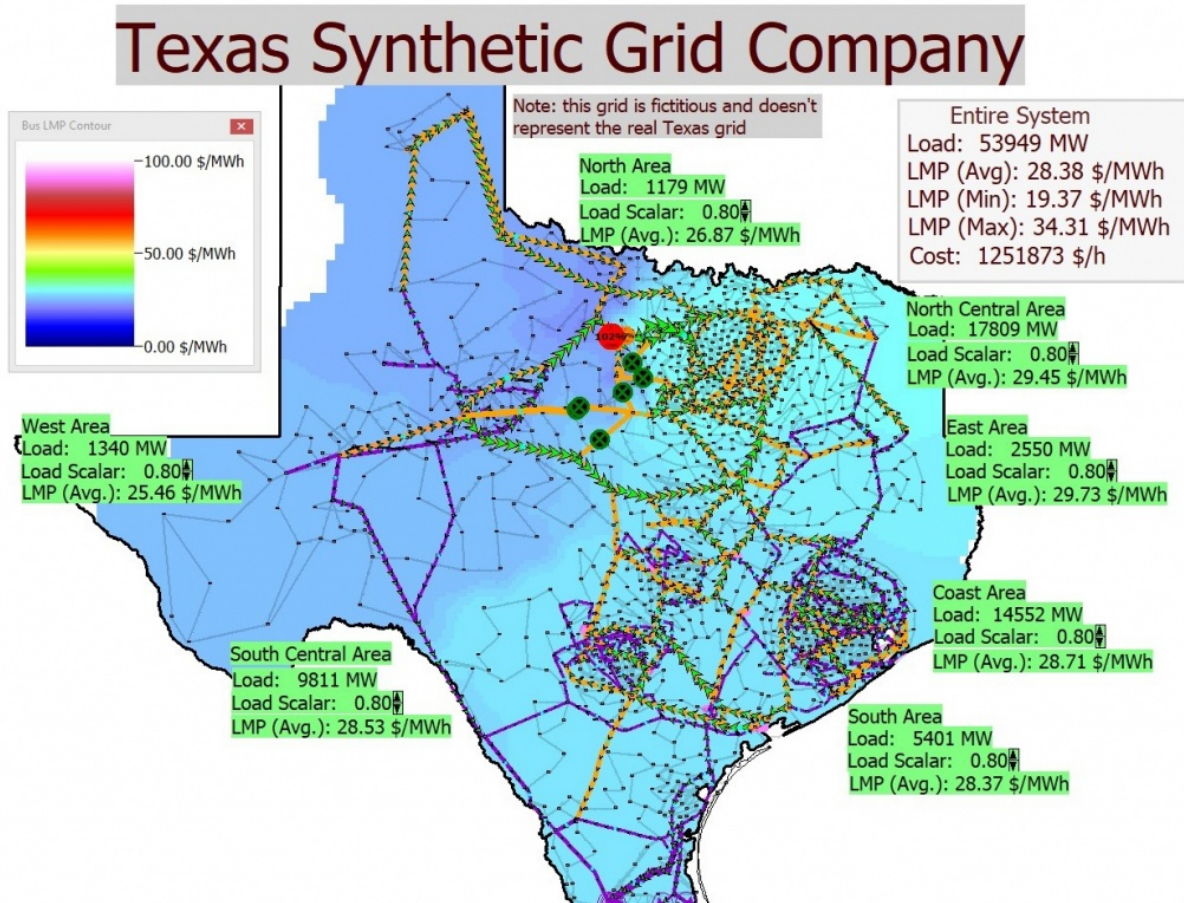 Texas Synthetic Grid Company
Note: this grid is fictitious and doesn't
represent the real Texas grid
Bus LMP Contour
100.00 $/MWh
50.00 $/MWh
0.00 $/MWh
Entire System
Load: 53949 MW
LMP (Avg): 28.38 $/MWh
LMP (Min): 19.37 $/MWh
LMP (Max): 34.31 $/MWh
Cost: 1251873 $/h
North Area
Load: 1179 MW
Load Scalar: 0.80
LMP (Avg.): 26.87 $/MWh
102%
North Central Area
Load: 17809 MW
Load Scalar: 0.80
LMP (Avg.): 29.45 $/MWh
West Area
Load: 1340 MW
Load Scalar: 0.80
LMP (Avg.): 25.46 $/MWh
East Area
Load: 2550 MW
Load Scalar: 0.80
LMP (Avg.): 29.73 $/MWh
Coast Area
Load: 14552 MW
Load Scalar: 0.80
LMP (Avg.): 28.71 $/MWh
South Central Area
Load: 9811 MW
Load Scalar: 0.80
LMP (Avg.): 28.53 $/MWh
South Area
Load: 5401 MW
Load Scalar: 0.80
LMP (Avg.): 28.37 $/MWh